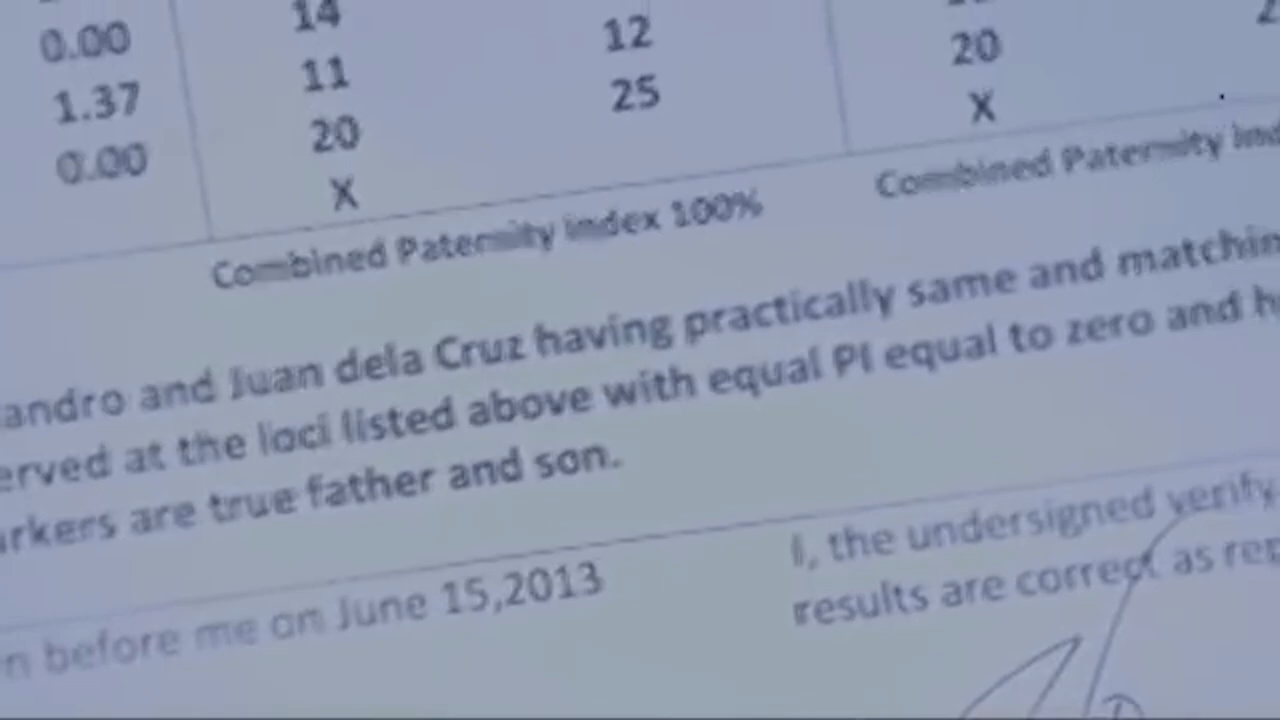 14
0.00 11 12 20
1.37 20 25 X
0.00 X
Combined Paternity Index 100% Combined Paternity
andro and Juan dela Cruz having practically same and matchin
erved at the loci listed above with equal PI equal to zero and h
rkers are true father and son.
n before me on June 15,2013
I, the undersigned verify
results are correct as rep